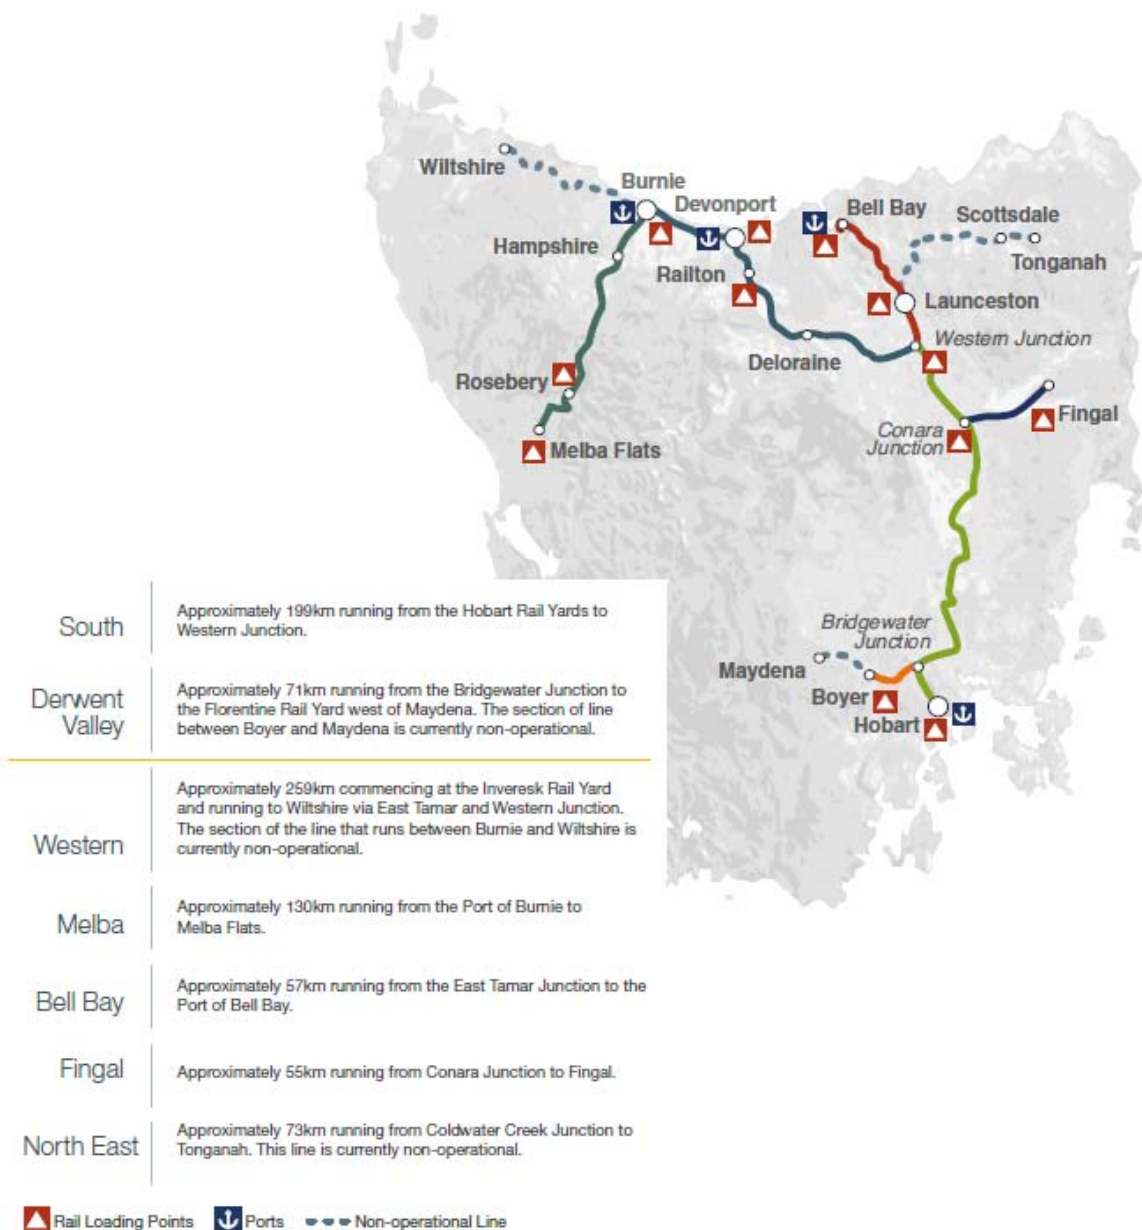 Wiltshire
Burnie
Devonport
Bell Bay
Scottsdale
Hampshire
Railton
Tonganah
Launceston
Western Junction
Deloraine
Rosebery
Fingal
Conara
Junction
Melba Flats
Bridgewater
Junction
Maydena
Boyer
Hobart
South
Approximately 199km running from the Hobart Rail Yards to
Western Junction.
Derwent
Valley
Approximately 71km running from the Bridgewater Junction to
the Florentine Rail Yard west of Maydena. The section of line
between Boyer and Maydena is currently non-operational.
Western
Approximately 259km commencing at the Inveresk Rail Yard
and running to Wiltshire via East Tamar and Western Junction.
The section of the line that runs between Burnie and Wiltshire is
currently non-operational.
Melba
Approximately 130km running from the Port of Burnie to
Melba Flats.
Bell Bay
Approximately 57km running from the East Tamar Junction to the
Port of Bell Bay.
Fingal
Approximately 55km running from Conara Junction to Fingal.
North East
Approximately 73km running from Coldwater Creek Junction to
Tonganah. This line is currently non-operational.
Rail Loading Points Ports Non-operational Line